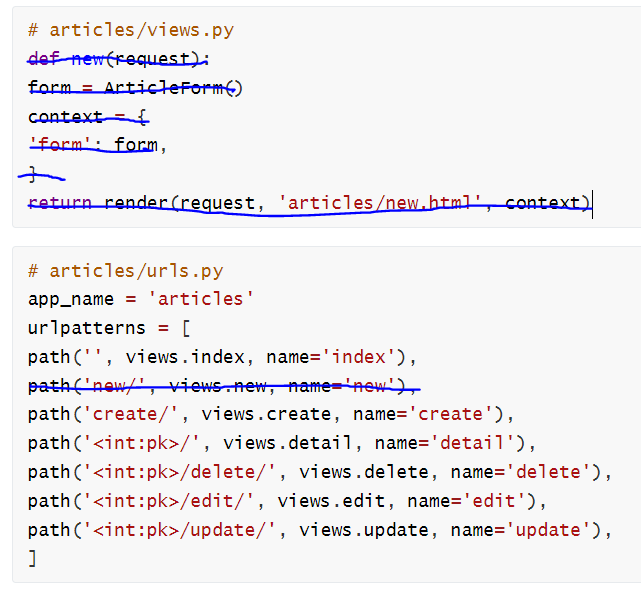 # articles/views.py
def new(request):
form = ArticleForm()
context = {
'form': form,
}
return render(request, 'articles/new.html', context)
# articles/urls.py
app_name = 'articles'
urlpatterns = [
path('', views.index, name='index'),
path('new/', views.new, name='new'),
path('create/', views.create, name='create'),
path('<int:pk>/', views.detail, name='detail'),
path('<int:pk>/delete/', views.delete, name='delete'),
path('<int:pk>/edit/', views.edit, name='edit'),
path('<int:pk>/update/', views.update, name='update'),
]